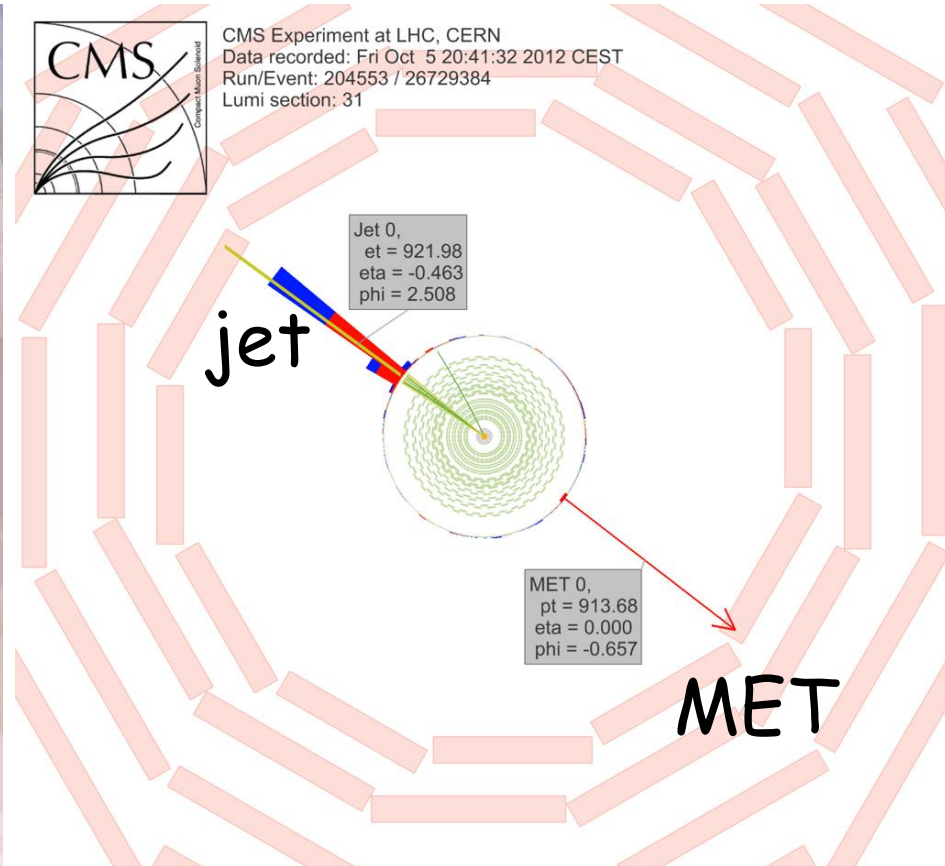 CMS
Compact Muon Solenoid
CMS Experiment at LHC, CERN
Data recorded: Fri Oct 5 20:41:32 2012 CEST
Run/Event: 204553 / 26729384
Lumi section: 31
Jet 0,
et = 921.98
eta = -0.463
phi = 2.508
jet
MET 0,
pt = 913.68
eta = 0.000
phi = -0.657
MET